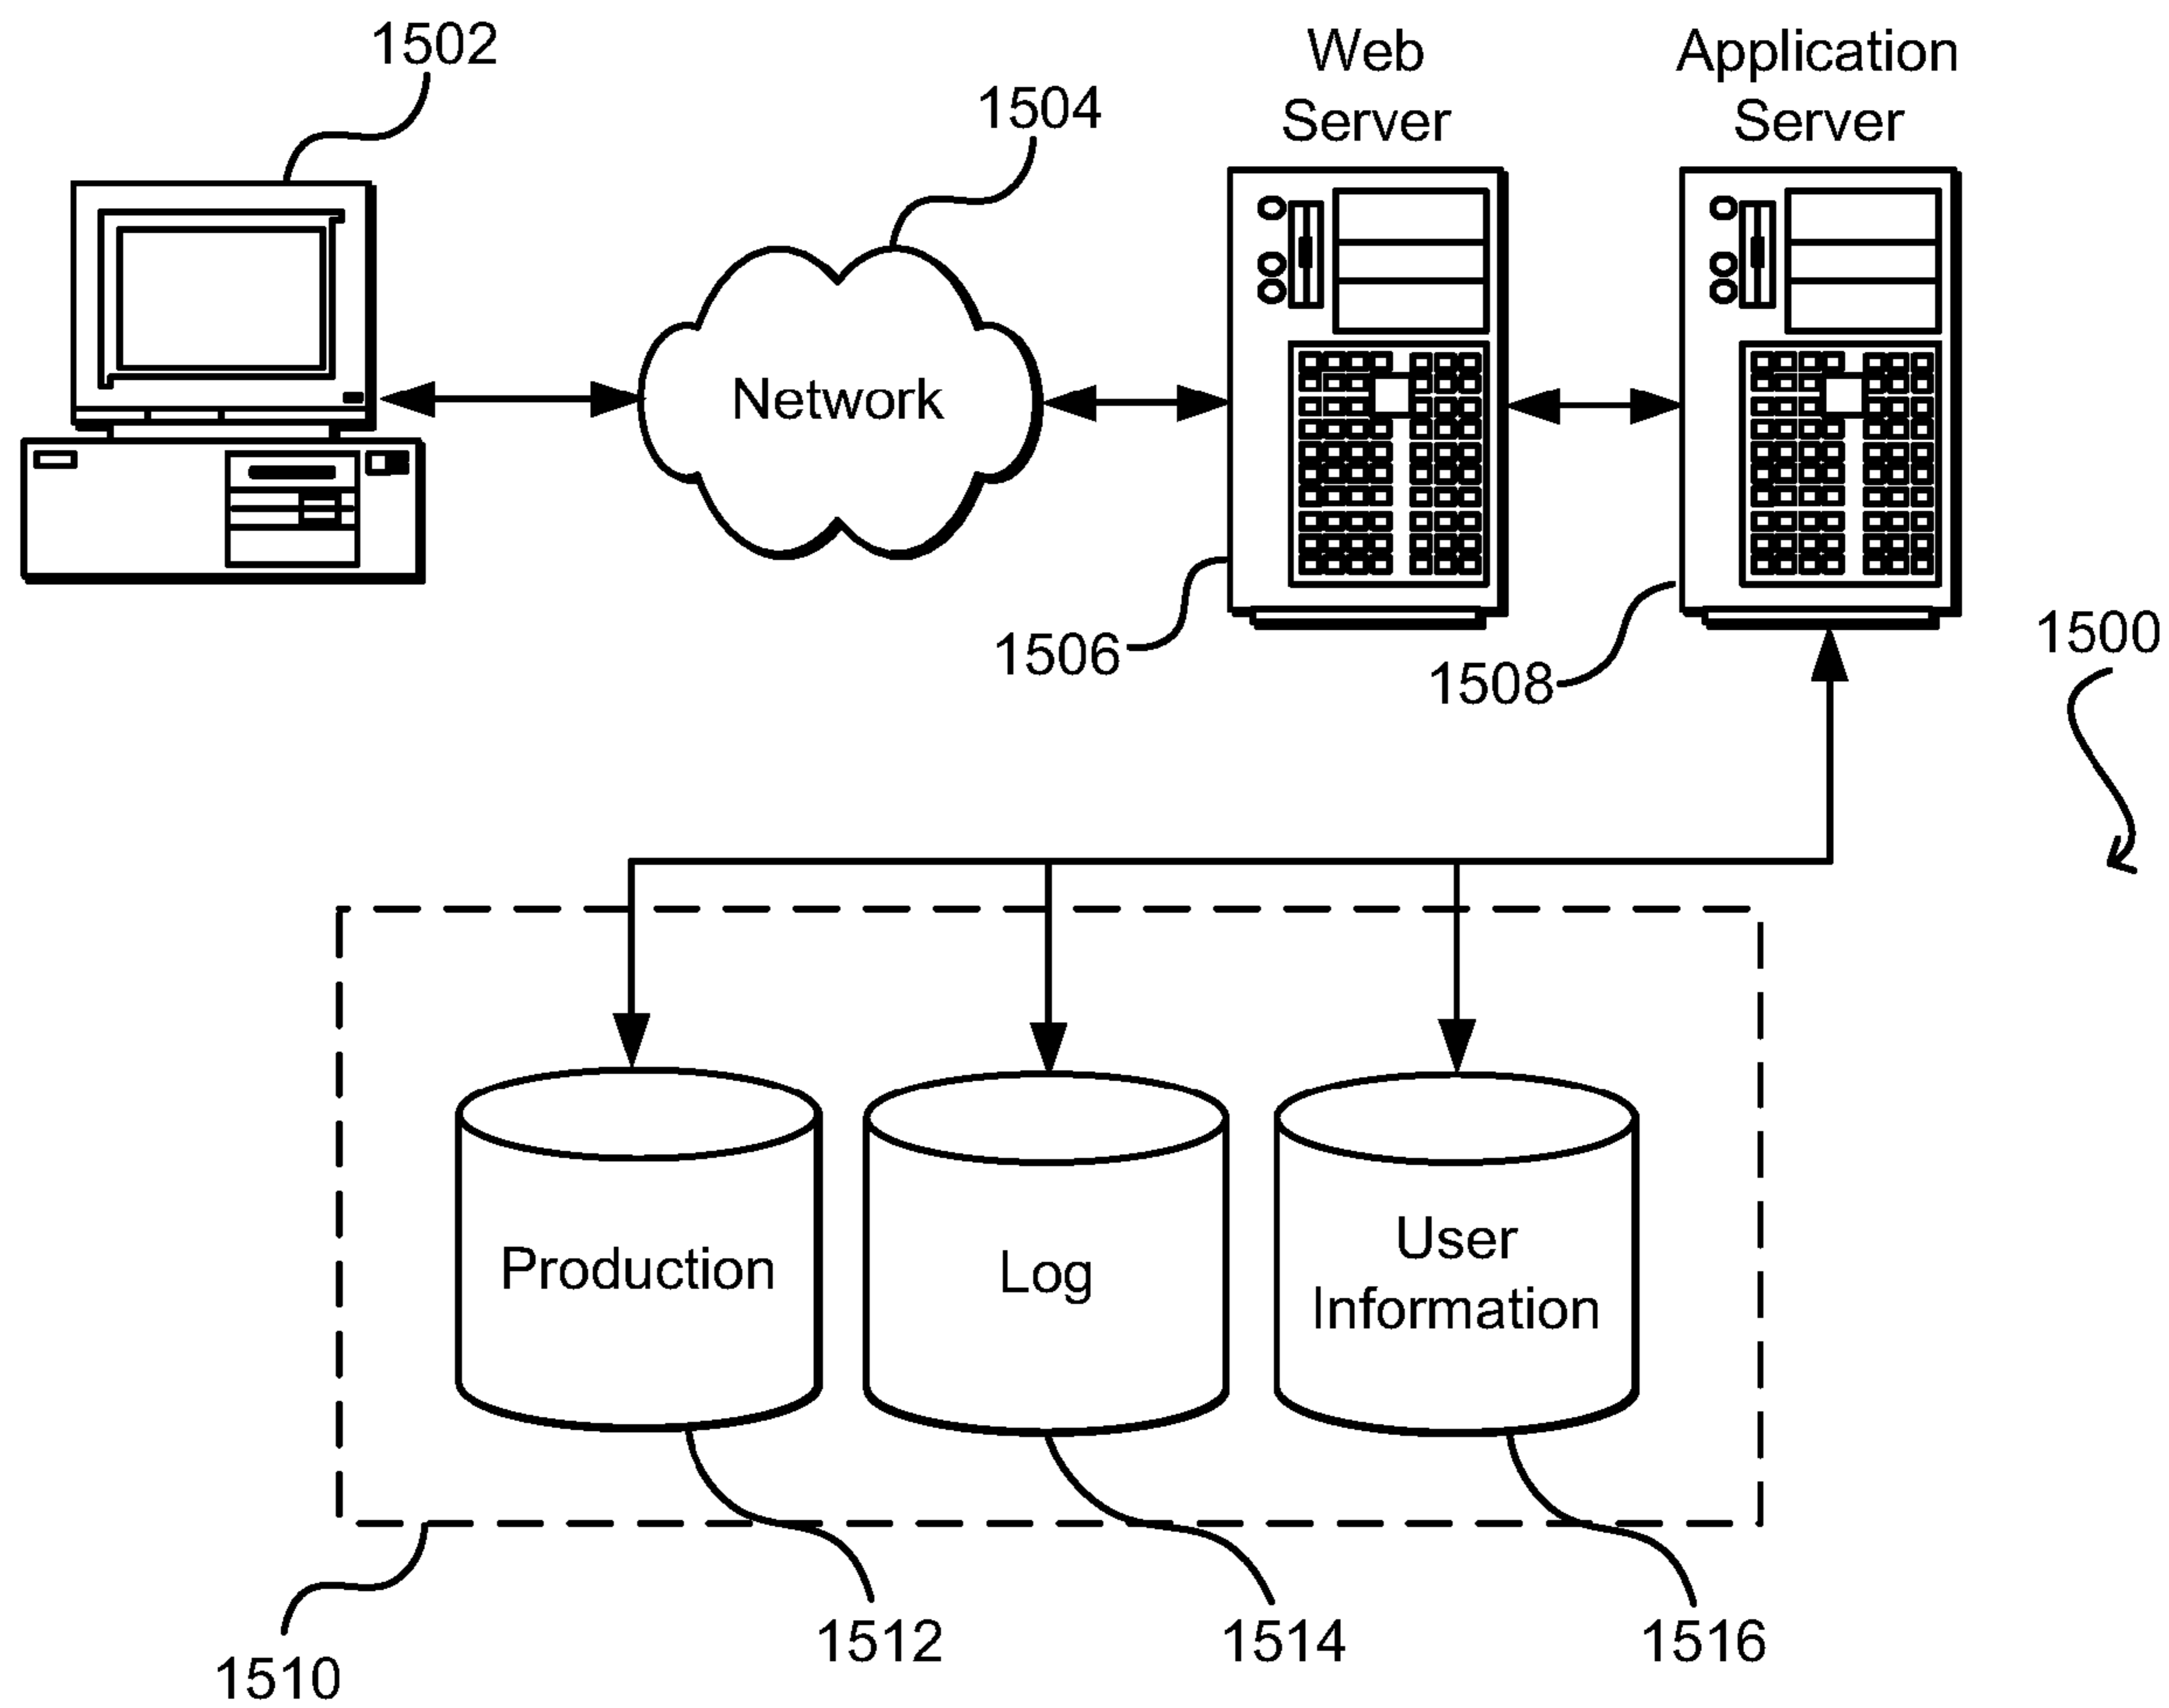 1502
1504
Web
Server
Application
Server
Network
1506
1508
1500
Production
Log
User
Information
1510
1512
1514
1516